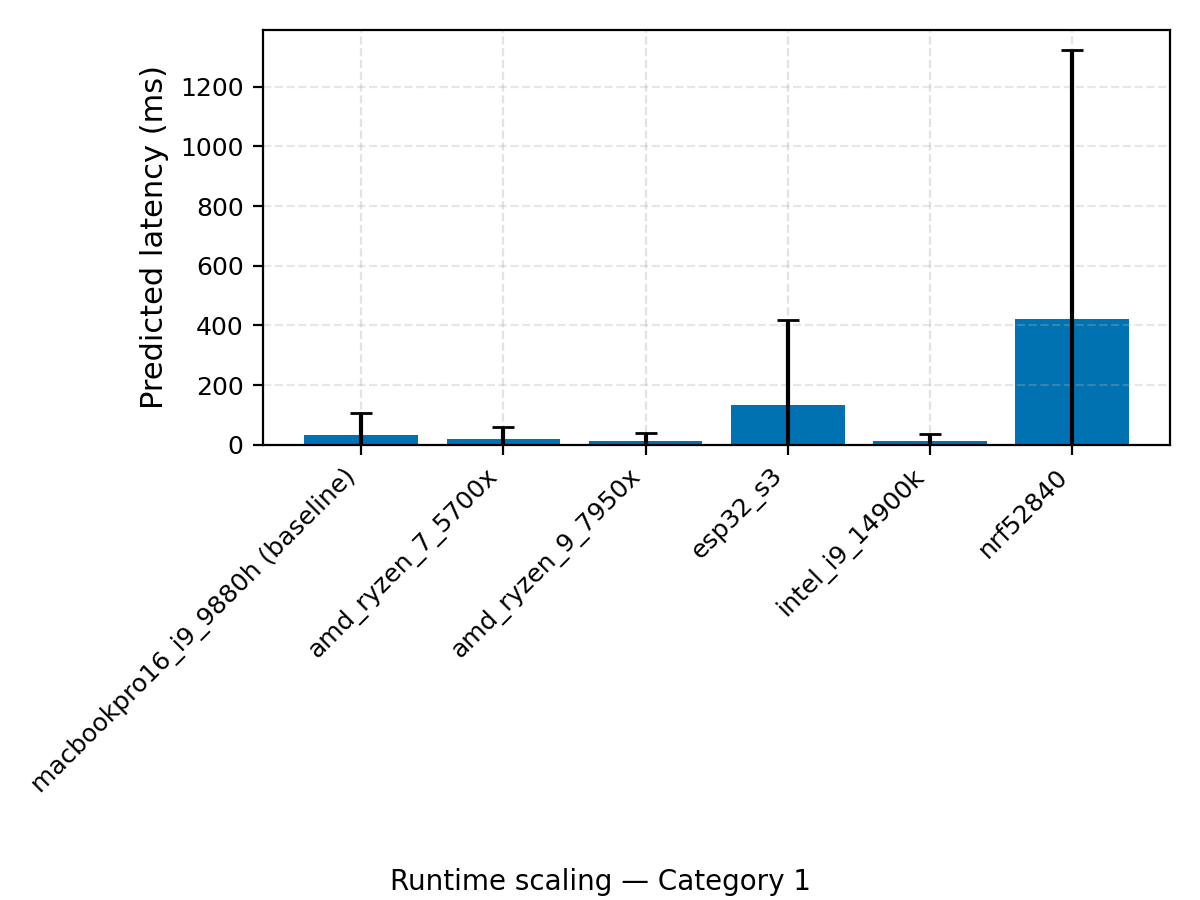 Predicted latency (ms)
1200
1000
800
600
400
200
0
macbookpro16_i9_9880h (baseline)
amd_ryzen_7_5700x
amd_ryzen_9_7950x
esp32_s3
intel_i9_14900k
nrf52840
Runtime scaling — Category 1